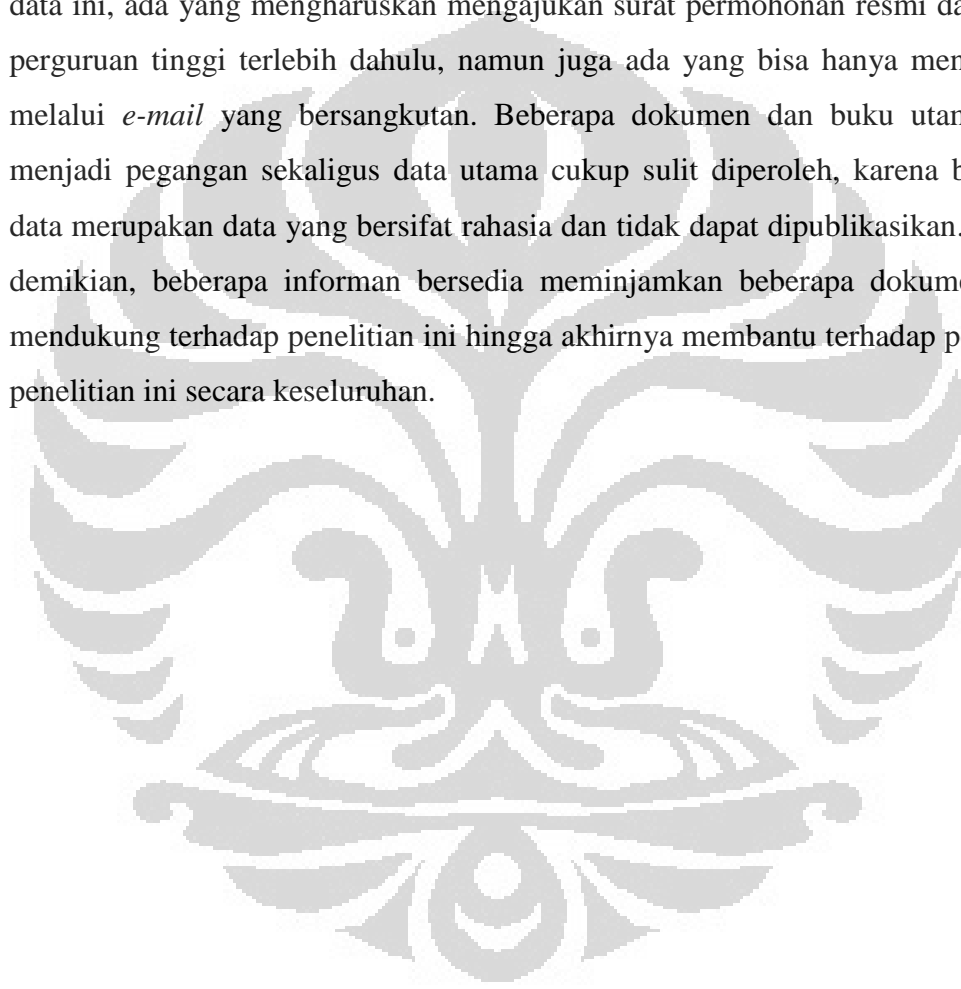 data ini, ada yang mengharuskan mengajukan surat permohonan resmi da
perguruan tinggi terlebih dahulu, namun juga ada yang bisa hanya men
melalui e-mail yang bersangkutan. Beberapa dokumen dan buku utan
menjadi pegangan sekaligus data utama cukup sulit diperoleh, karena b
data merupakan data yang bersifat rahasia dan tidak dapat dipublikasikan.
demikian, beberapa informan bersedia meminjamkan beberapa dokume
mendukung terhadap penelitian ini hingga akhirnya membantu terhadap p
penelitian ini secara keseluruhan.